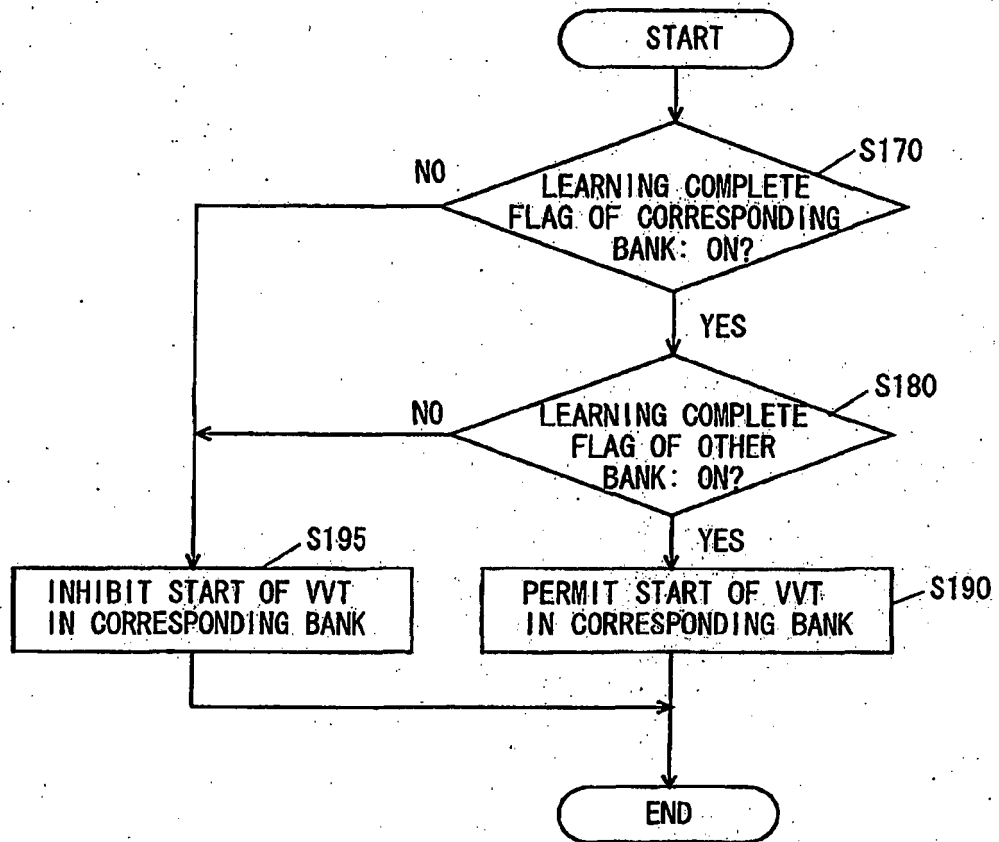 START
S170
NO
LEARNING COMPLETE
FLAG OF CORRESPONDING
BANK: ON?
YES
S180
NO
LEARNING COMPLETE
FLAG OF OTHER
BANK: ON?
YES
S195
INHIBIT START OF VVT
IN CORRESPONDING BANK
S190
PERMIT START OF VVT
IN CORRESPONDING BANK
END